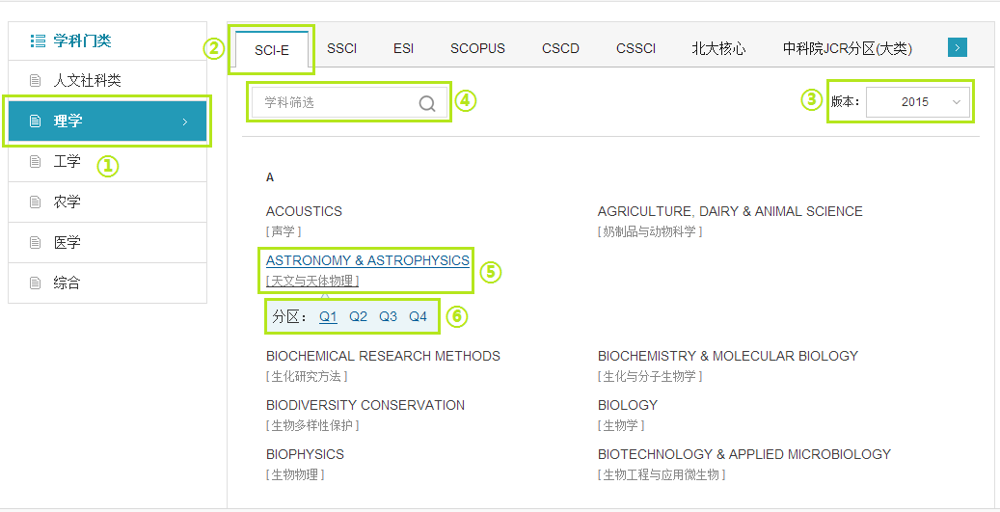 学科门类
人文社科类
理学
工学
①
农学
医学
综合
② SCI-E SSCI ESI SCOPUS CSCD CSSCI 北大核心 中科院JCR分区(大类)
学科筛选 ④ ③ 版本： 2015
A
ACOUSTICS AGRICULTURE, DAIRY & ANIMAL SCIENCE
[ 声学 ] [ 奶制品与动物科学 ]
ASTRONOMY & ASTROPHYSICS
[ 天文与天体物理 ] ⑤
分区： Q1 Q2 Q3 Q4 ⑥
BIOCHEMICAL RESEARCH METHODS BIOCHEMISTRY & MOLECULAR BIOLOGY
[ 生化研究方法 ] [ 生化与分子生物学 ]
BIODIVERSITY CONSERVATION BIOLOGY
[ 生物多样性保护 ] [ 生物学 ]
BIOPHYSICS BIOTECHNOLOGY & APPLIED MICROBIOLOGY
[ 生物物理 ] [ 生物工程与应用微生物 ]